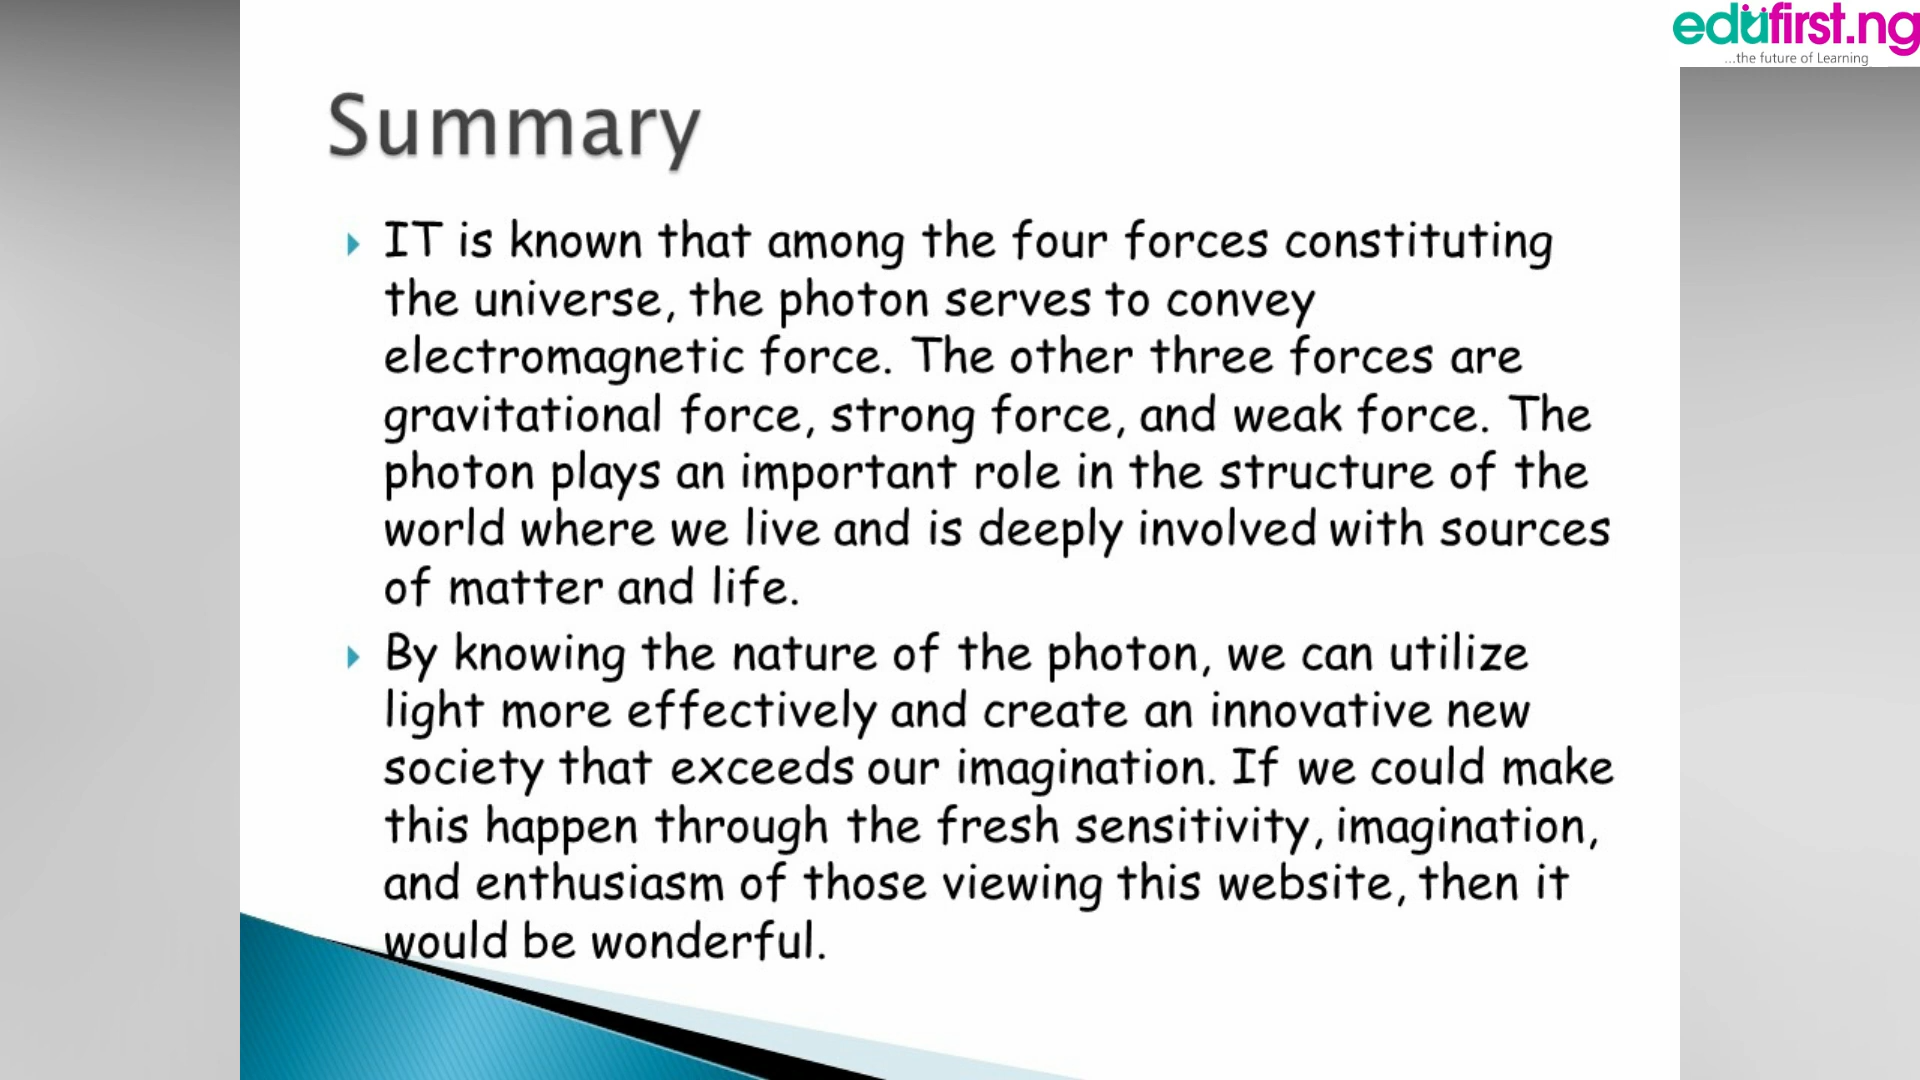 edufirst.ng
...the future of Learning
Summary
IT is known that among the four forces constituting
the universe, the photon serves to convey
electromagnetic force. The other three forces are
gravitational force, strong force, and weak force. The
photon plays an important role in the structure of the
world where we live and is deeply involved with sources
of matter and life.
By knowing the nature of the photon, we can utilize
light more effectively and create an innovative new
society that exceeds our imagination. If we could make
this happen through the fresh sensitivity, imagination,
and enthusiasm of those viewing this website, then it
would be wonderful.